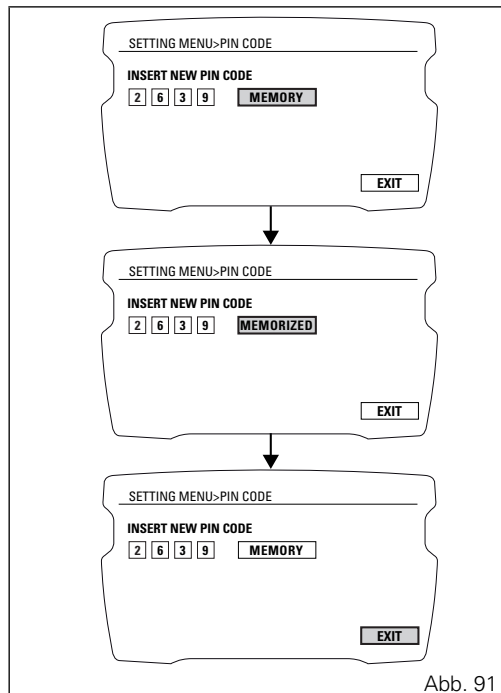 SETTING MENU>PIN CODE
INSERT NEW PIN CODE
2 6 3 9 MEMORY
EXIT
SETTING MENU>PIN CODE
INSERT NEW PIN CODE
2 6 3 9 MEMORIZED
EXIT
SETTING MENU>PIN CODE
INSERT NEW PIN CODE
2 6 3 9 MEMORY
EXIT
Abb. 91